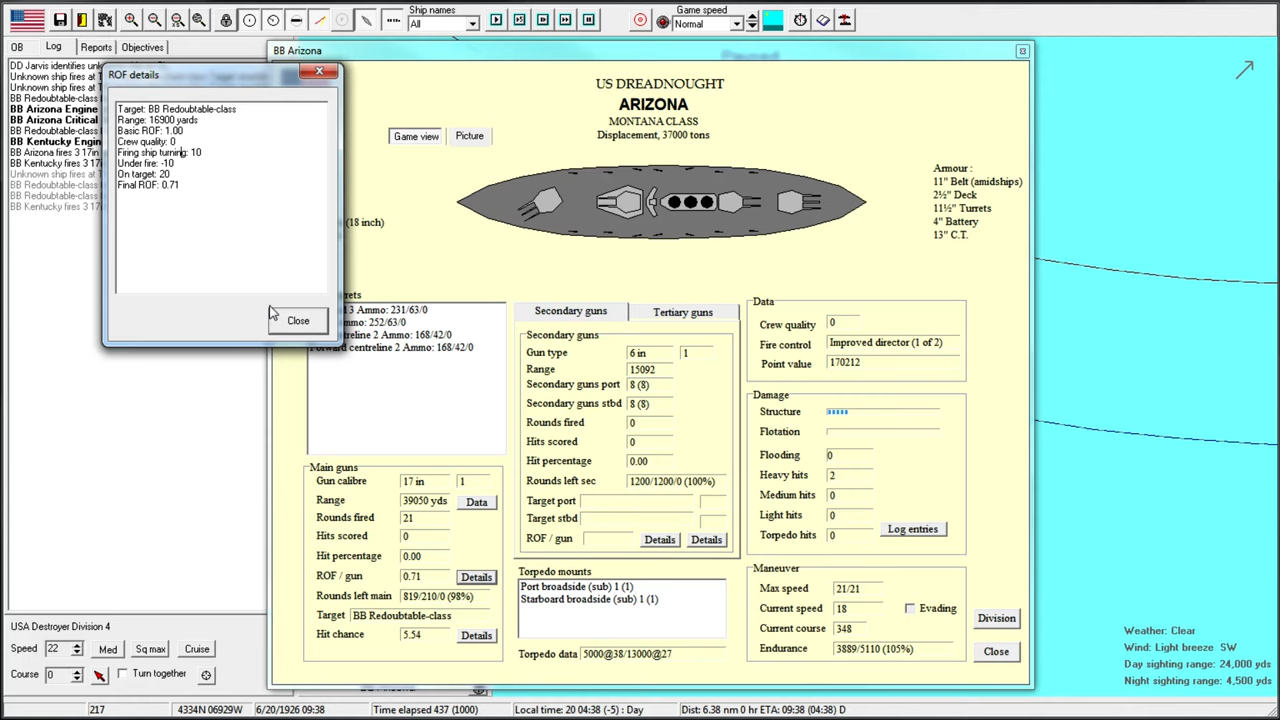 Ship names
All
Game speed
Normal
OB
Log
Reports
Objectives
BB Arizona
Paused
DD Jarvis identifies un
Unknown ship fires at T
Unknown ship fires at
BB Redoubtable-class f
BB Arizona Engine
BB Arizona Critical
BB Redoubtable-class
BB Kentucky Engin
BB Arizona fires 3 17in
BB Kentucky fires 3 17
Unknown ship fires at
BB Redoubtable-class
BB Redoubtable-class
BB Kentucky fires 3 17
ROF details
Target: BB Redoubtable-class
Range: 16900 yards
Basic ROF: 1.00
Crew quality: 0
Firing ship turning: 10
Under fire: -10
On target: 20
Final ROF: 0.71
Close
US DREADNOUGHT
ARIZONA
MONTANA CLASS
Displacement, 37000 tons
Game view
Picture
(18 inch)
Armour :
11" Belt (amidships)
2½" Deck
11½" Turrets
4" Battery
13" C.T.
rets
3 Ammo: 231/63/0
mmo: 252/63/0
centreline 2 Ammo: 168/42/0
Forward centreline 2 Ammo: 168/42/0
Main guns
Gun calibre 17 in 1
Range 39050 yds Data
Rounds fired 21
Hits scored 0
Hit percentage 0.00
ROF / gun 0.71 Details
Rounds left main 819/210/0 (98%)
Target BB Redoubtable-class
Hit chance 5.54 Details
Secondary guns
Tertiary guns
Secondary guns
Gun type 6 in 1
Range 15092
Secondary guns port 8 (8)
Secondary guns stbd 8 (8)
Rounds fired 0
Hits scored 0
Hit percentage 0.00
Rounds left sec 1200/1200/0 (100%)
Target port
Target stbd
ROF / gun Details Details
Torpedo mounts
Port broadside (sub) 1 (1)
Starboard broadside (sub) 1 (1)
Torpedo data 5000@38/13000@27
Data
Crew quality 0
Fire control Improved director (1 of 2)
Point value 170212
Damage
Structure
Flotation
Flooding 0
Heavy hits 2
Medium hits 0
Light hits 0
Torpedo hits 0
Log entries
Maneuver
Max speed 21/21
Current speed 18 Evading
Current course 348
Endurance 3889/5110 (105%)
Division
Close
USA Destroyer Division 4
Speed 22 Med Sq max Cruise
Course 0 Turn together
Weather: Clear
Wind: Light breeze SW
Day sighting range: 24,000 yds
Night sighting range: 4,500 yds
217
4334N 06929W
6/20/1926 09:38
Time elapsed 437 (1000)
Local time: 20 04:38 (-5) : Day
Dist: 6.38 nm 0 hr ETA: 09:38 (04:38) D